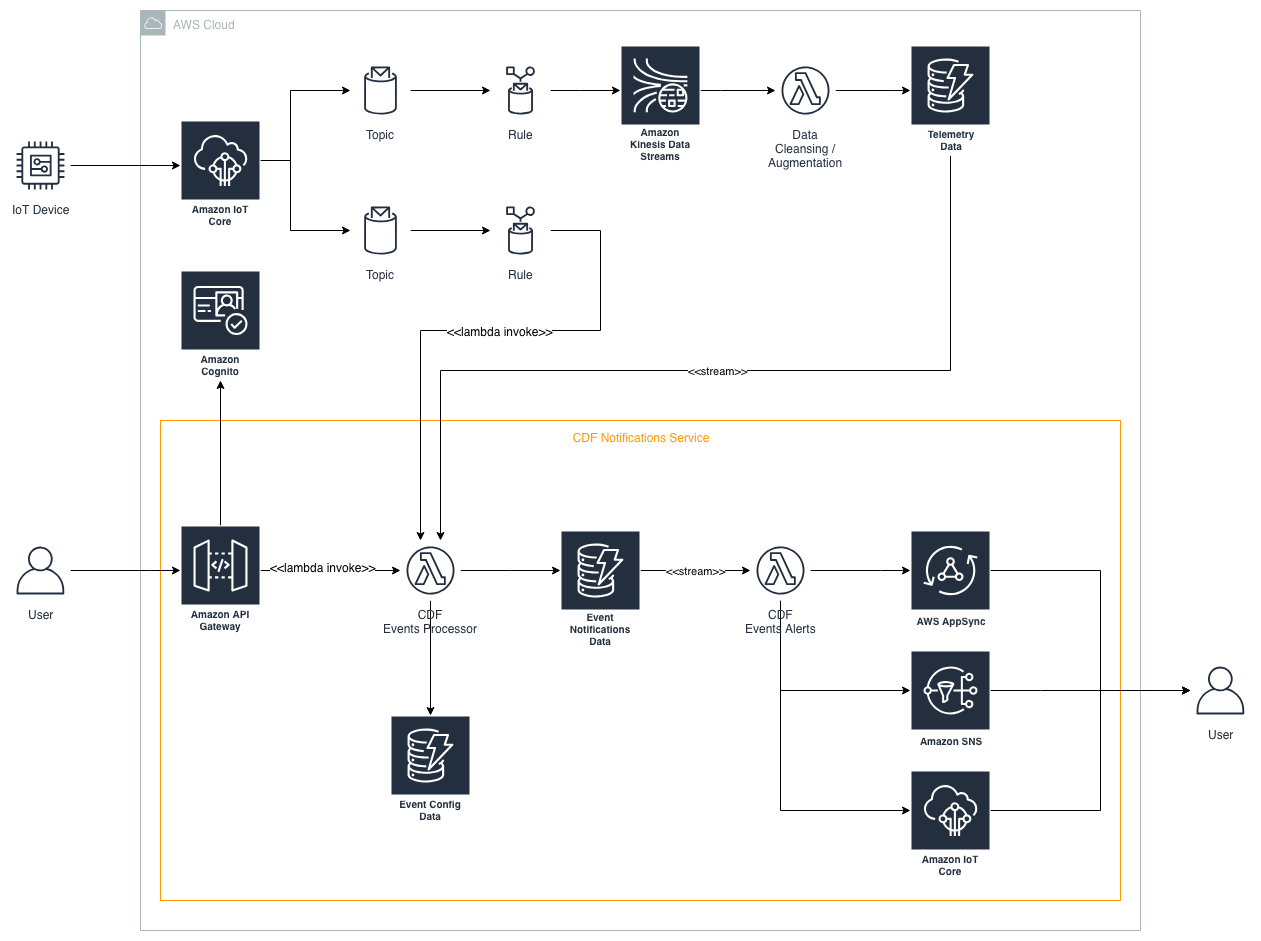 AWS Cloud
Topic
Rule
Amazon
Kinesis Data
Streams
Data
Cleansing /
Augmentation
Telemetry
Data
IoT Device
Amazon IoT
Core
Topic
Rule
<<lambda invoke>>
Amazon
Cognito
<<stream>>
CDF Notifications Service
User
Amazon API
Gateway
<<lambda invoke>>
CDF
Events Processor
Event
Notifications
Data
<<stream>>
CDF
Events Alerts
AWS AppSync
Amazon SNS
User
Event Config
Data
Amazon IoT
Core